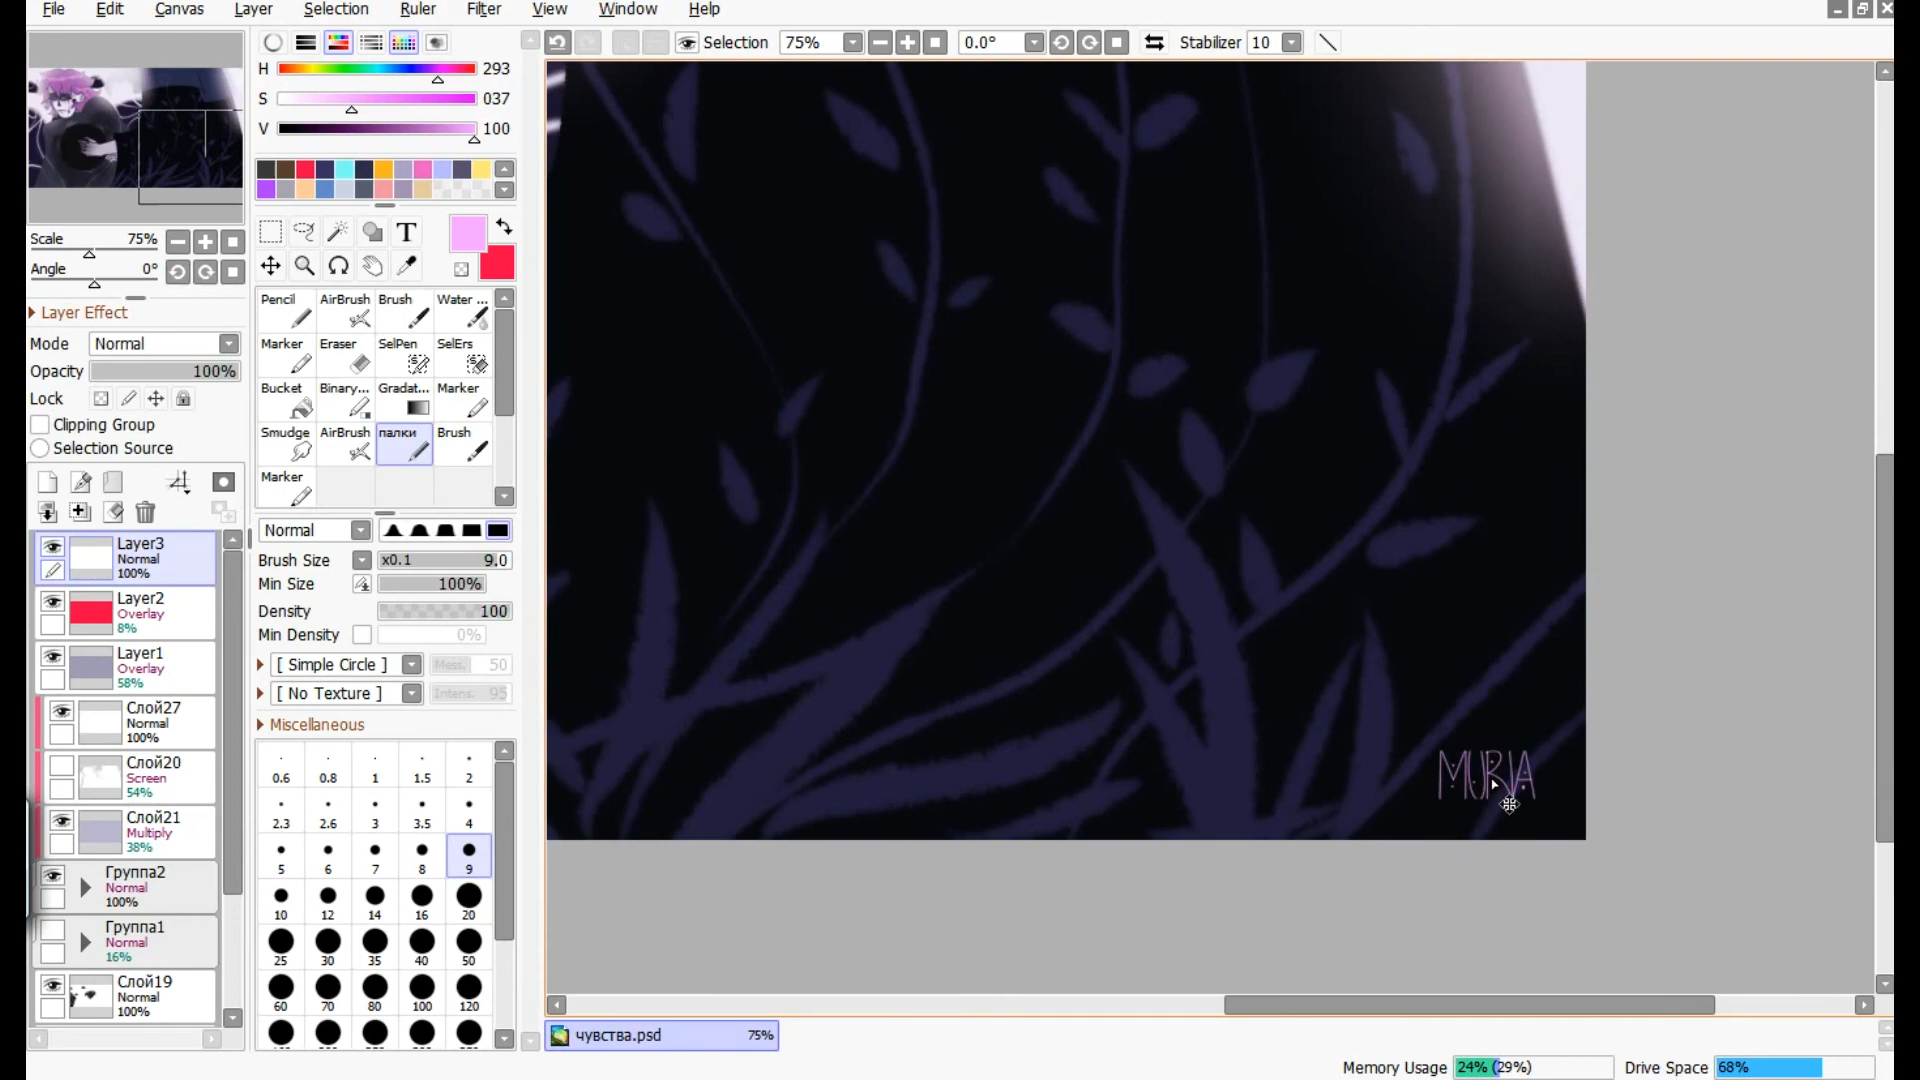 File Edit Canvas Layer Selection Ruler Filter View Window Help
Selection 75% 0.0° Stabilizer 10
H 293
S 037
V 100
Scale 75%
Angle 0°
Layer Effect
Mode Normal
Opacity 100%
Lock
Clipping Group
Selection Source
Layer3
Normal
100%
Layer2
Overlay
8%
Layer1
Overlay
58%
Слой27
Normal
100%
Слой20
Screen
54%
Слой21
Multiply
38%
Группа2
Normal
100%
Группа1
Normal
16%
Слой19
Normal
100%
T
Pencil AirBrush Brush Water ...
Marker Eraser SelPen SelErs
Bucket Binary... Gradat... Marker
Smudge AirBrush палки Brush
Marker
Normal
Brush Size x0.1 9.0
Min Size 100%
Density 100
Min Density 0%
[ Simple Circle ] Mess. 50
[ No Texture ] Intens. 95
Miscellaneous
0.6 0.8 1 1.5 2
2.3 2.6 3 3.5 4
5 6 7 8 9
10 12 14 16 20
25 30 35 40 50
60 70 80 100 120
MURIA
чувства.psd 75%
Memory Usage 24% (29%) Drive Space 68%